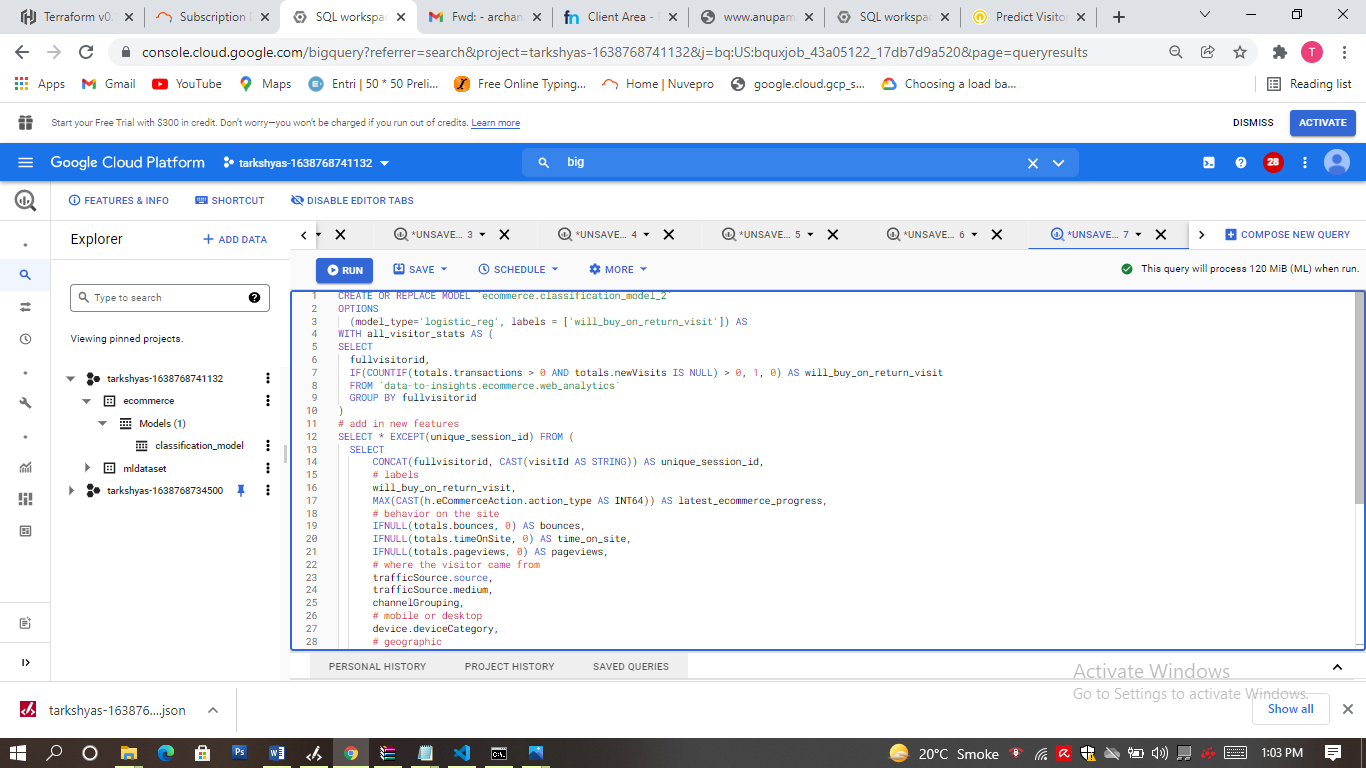 Terraform v0.
Subscription
SQL workspac
Fwd: - archan
Client Area -
www.anupam
SQL workspac
Predict Visito
console.cloud.google.com/bigquery?referrer=search&project=tarkshyas-1638768741132&j=bq:US:bquxjob_43a05122_17db7d9a520&page=queryresults
T
Apps
Gmail
YouTube
Maps
Entri | 50 * 50 Preli...
Free Online Typing...
Home | Nuvepro
google.cloud.gcp_s...
Choosing a load ba...
Reading list
Start your Free Trial with $300 in credit. Don't worry—you won't be charged if you run out of credits. Learn more
DISMISS
ACTIVATE
Google Cloud Platform
tarkshyas-1638768741132
big
28
FEATURES & INFO
SHORTCUT
DISABLE EDITOR TABS
Explorer
+ ADD DATA
*UNSAVE... 3
*UNSAVE... 4
*UNSAVE... 5
*UNSAVE... 6
*UNSAVE... 7
COMPOSE NEW QUERY
RUN
SAVE
SCHEDULE
MORE
This query will process 120 MiB (ML) when run.
Type to search
Viewing pinned projects.
tarkshyas-1638768741132
ecommerce
Models (1)
classification_model
mldataset
tarkshyas-1638768734500
1 CREATE OR REPLACE MODEL `ecommerce.classification_model_2`
2 OPTIONS
3 (model_type='logistic_reg', labels = ['will_buy_on_return_visit']) AS
4 WITH all_visitor_stats AS (
5 SELECT
6 fullvisitorid,
7 IF(COUNTIF(totals.transactions > 0 AND totals.newVisits IS NULL) > 0, 1, 0) AS will_buy_on_return_visit
8 FROM `data-to-insights.ecommerce.web_analytics`
9 GROUP BY fullvisitorid
10 )
11 # add in new features
12 SELECT * EXCEPT(unique_session_id) FROM (
13 SELECT
14 CONCAT(fullvisitorid, CAST(visitId AS STRING)) AS unique_session_id,
15 # labels
16 will_buy_on_return_visit,
17 MAX(CAST(h.eCommerceAction.action_type AS INT64)) AS latest_ecommerce_progress,
18 # behavior on the site
19 IFNULL(totals.bounces, 0) AS bounces,
20 IFNULL(totals.timeOnSite, 0) AS time_on_site,
21 IFNULL(totals.pageviews, 0) AS pageviews,
22 # where the visitor came from
23 trafficSource.source,
24 trafficSource.medium,
25 channelGrouping,
26 # mobile or desktop
27 device.deviceCategory,
28 # geographic
PERSONAL HISTORY
PROJECT HISTORY
SAVED QUERIES
Activate Windows
Go to Settings to activate Windows.
tarkshyas-163876....json
Show all
20°C Smoke
1:03 PM